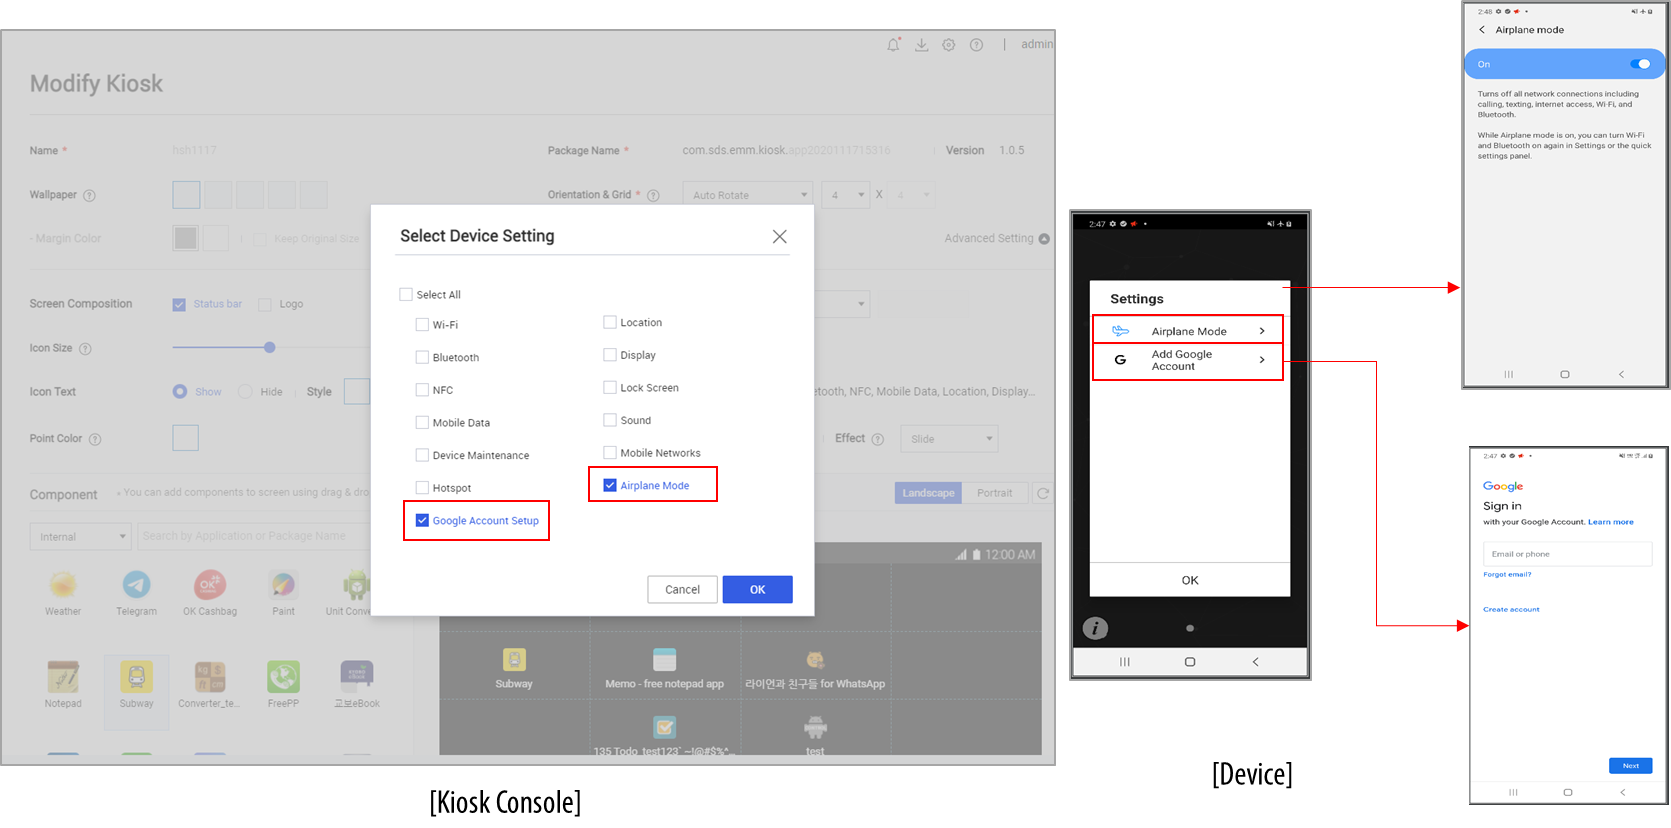 admin
Modify Kiosk
Name *
hsh1117
Package Name *
com.sds.emm.kiosk.app2020111715316
Version
1.0.5
Wallpaper ?
Orientation & Grid * ?
Auto Rotate
4
X
4
- Margin Color
Keep Original Size
Advanced Setting
Screen Composition
Status bar
Logo
Icon Size ?
Icon Text
Show
Hide
Style
etooth, NFC, Mobile Data, Location, Display...
Point Color ?
Effect ?
Slide
Component
• You can add components to screen using drag & dro
Landscape
Portrait
Internal
Search by Application or Package Name
Weather
Telegram
OK Cashbag
Paint
Unit Conve
Notepad
Subway
Converter_te...
FreePP
교보eBook
12:00 AM
Subway
Memo - free notepad app
라이언과 친구들 for WhatsApp
135 Todo_test123`~!@#$%^...
test
Select Device Setting
Select All
Wi-Fi
Location
Bluetooth
Display
NFC
Lock Screen
Mobile Data
Sound
Device Maintenance
Mobile Networks
Hotspot
Airplane Mode
Google Account Setup
Cancel
OK
[Kiosk Console]
2:47
Settings
Airplane Mode
G
Add Google
Account
OK
i
[Device]
2:48
Airplane mode
On
Turns off all network connections including
calling, texting, internet access, Wi-Fi, and
Bluetooth.
While Airplane mode is on, you can turn Wi-Fi
and Bluetooth on again in Settings or the quick
settings panel.
2:47
Google
Sign in
with your Google Account. Learn more
Email or phone
Forgot email?
Create account
Next